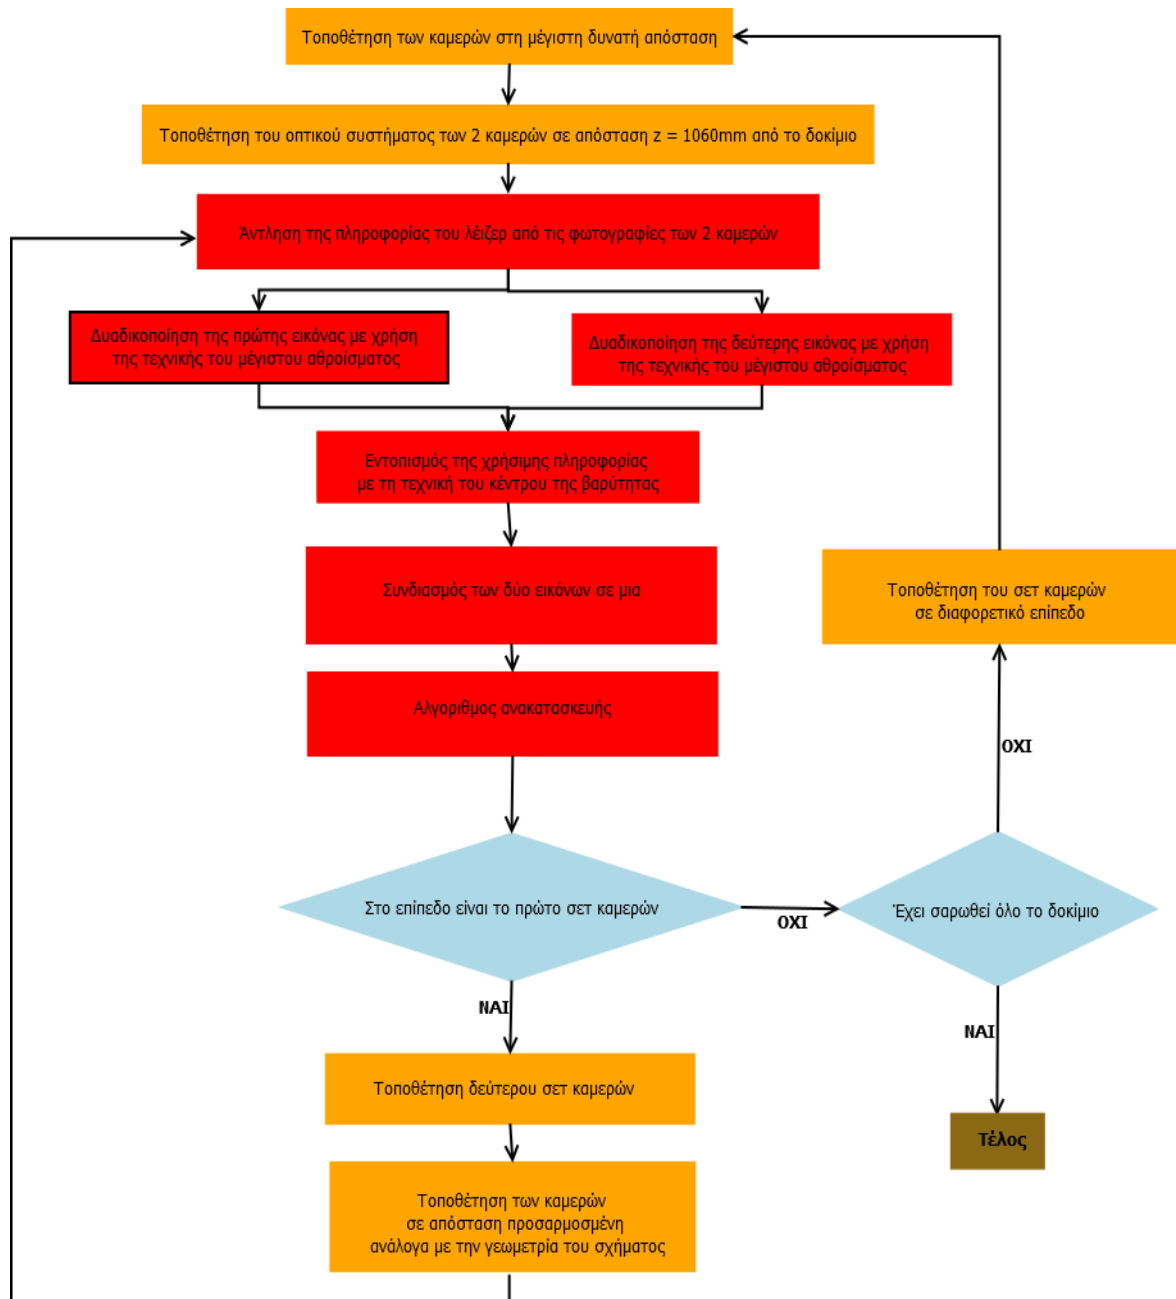 Τοποθέτηση των καμερών στη μέγιστη δυνατή απόσταση
Τοποθέτηση του οπτικού συστήματος των 2 καμερών σε απόσταση z = 1060mm από το δοκίμιο
Άντληση της πληροφορίας του λέιζερ από τις φωτογραφίες των 2 καμερών
Δυαδικοποίηση της πρώτης εικόνας με χρήση
της τεχνικής του μέγιστου αθροίσματος
Δυαδικοποίηση της δεύτερης εικόνας με χρήση
της τεχνικής του μέγιστου αθροίσματος
Εντοπισμός της χρήσιμης πληροφορίας
με τη τεχνική του κέντρου της βαρύτητας
Συνδιασμός των δύο εικόνων σε μια
Τοποθέτηση του σετ καμερών
σε διαφορετικό επίπεδο
Αλγοριθμος ανακατασκευής
ΟΧΙ
Στο επίπεδο είναι το πρώτο σετ καμερών
ΟΧΙ
Έχει σαρωθεί όλο το δοκίμιο
ΝΑΙ
ΝΑΙ
Τοποθέτηση δεύτερου σετ καμερών
Τέλος
Τοποθέτηση των καμερών
σε απόσταση προσαρμοσμένη
ανάλογα με την γεωμετρία του σχήματος